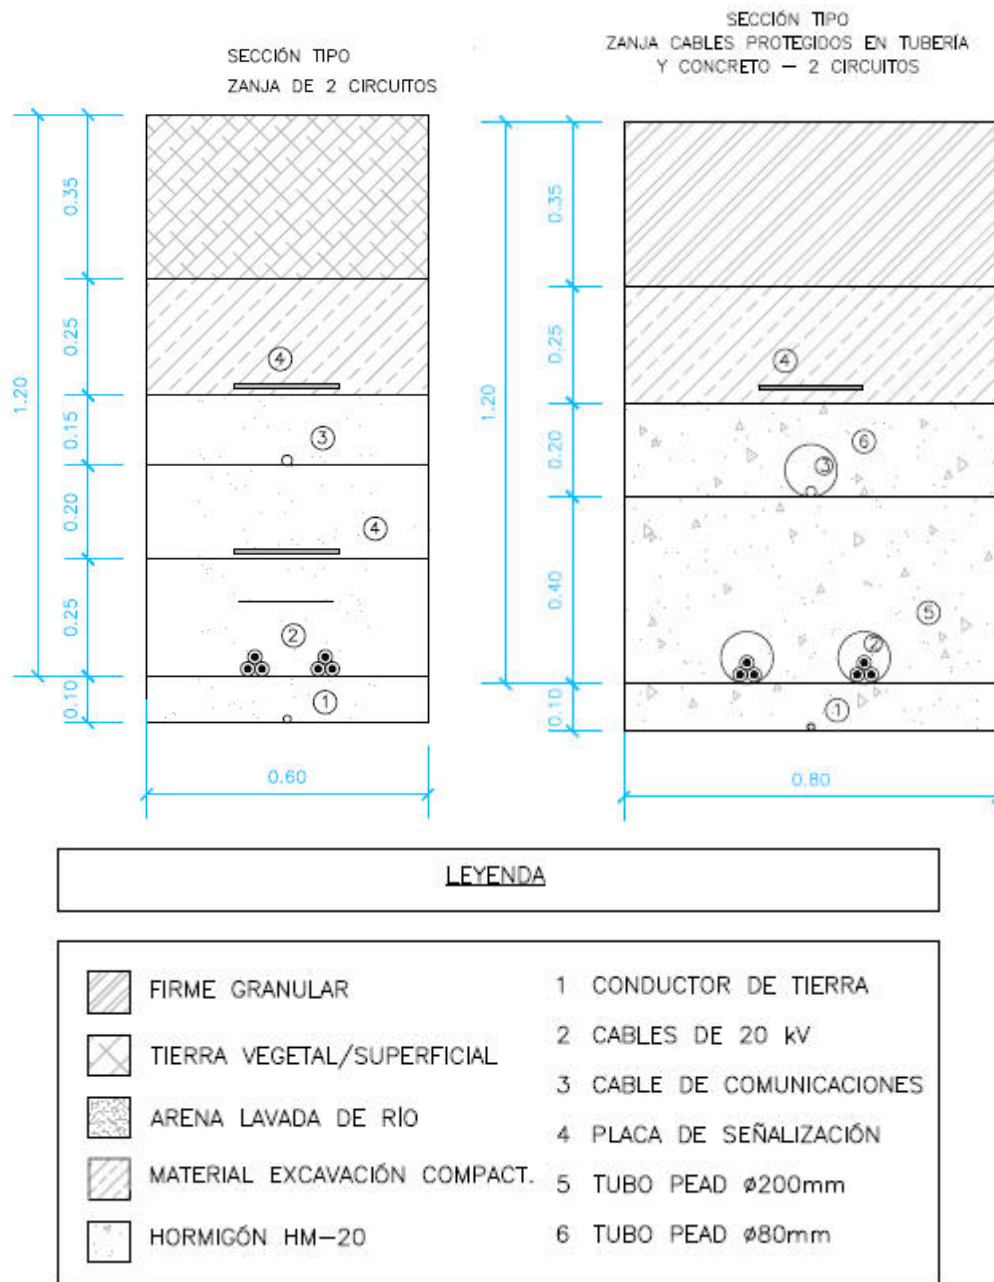 SECCIÓN TIPO
ZANJA DE 2 CIRCUITOS
1.20
0.35
0.25
0.15
0.20
0.25
0.10
4
3
4
2
1
0.60
SECCIÓN TIPO
ZANJA CABLES PROTEGIDOS EN TUBERÍA
Y CONCRETO – 2 CIRCUITOS
1.20
0.35
0.25
0.20
0.40
0.10
4
6
3
5
2
1
0.80
LEYENDA
FIRME GRANULAR
TIERRA VEGETAL/SUPERFICIAL
ARENA LAVADA DE RÍO
MATERIAL EXCAVACIÓN COMPACT.
HORMIGÓN HM–20
1 CONDUCTOR DE TIERRA
2 CABLES DE 20 kV
3 CABLE DE COMUNICACIONES
4 PLACA DE SEÑALIZACIÓN
5 TUBO PEAD ø200mm
6 TUBO PEAD ø80mm